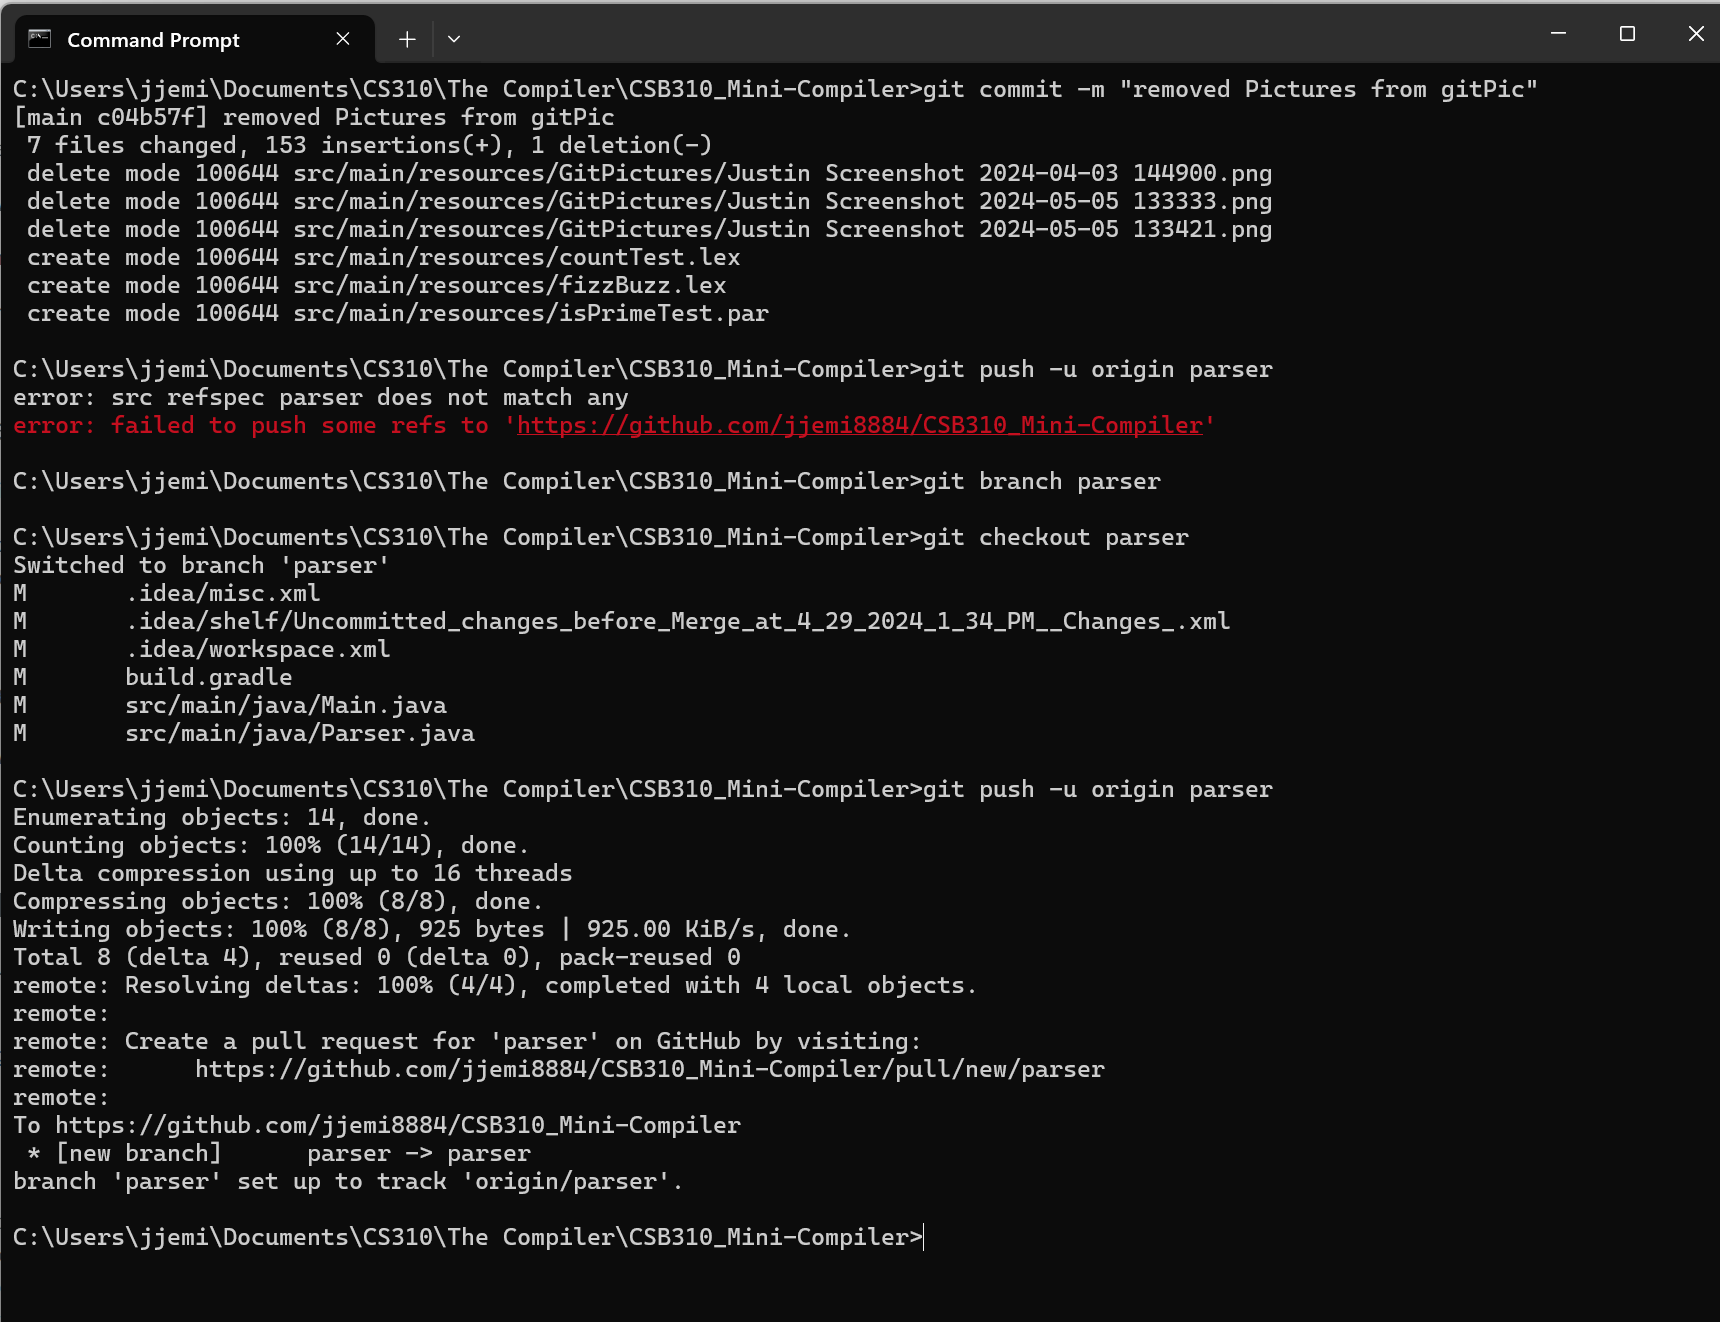 Command Prompt
C:\Users\jjemi\Documents\CS310\The Compiler\CSB310_Mini-Compiler>git commit -m "removed Pictures from gitPic"
[main c04b57f] removed Pictures from gitPic
 7 files changed, 153 insertions(+), 1 deletion(-)
 delete mode 100644 src/main/resources/GitPictures/Justin Screenshot 2024-04-03 144900.png
 delete mode 100644 src/main/resources/GitPictures/Justin Screenshot 2024-05-05 133333.png
 delete mode 100644 src/main/resources/GitPictures/Justin Screenshot 2024-05-05 133421.png
 create mode 100644 src/main/resources/countTest.lex
 create mode 100644 src/main/resources/fizzBuzz.lex
 create mode 100644 src/main/resources/isPrimeTest.par
C:\Users\jjemi\Documents\CS310\The Compiler\CSB310_Mini-Compiler>git push -u origin parser
error: src refspec parser does not match any
error: failed to push some refs to 'https://github.com/jjemi8884/CSB310_Mini-Compiler'
C:\Users\jjemi\Documents\CS310\The Compiler\CSB310_Mini-Compiler>git branch parser
C:\Users\jjemi\Documents\CS310\The Compiler\CSB310_Mini-Compiler>git checkout parser
Switched to branch 'parser'
M       .idea/misc.xml
M       .idea/shelf/Uncommitted_changes_before_Merge_at_4_29_2024_1_34_PM__Changes_.xml
M       .idea/workspace.xml
M       build.gradle
M       src/main/java/Main.java
M       src/main/java/Parser.java
C:\Users\jjemi\Documents\CS310\The Compiler\CSB310_Mini-Compiler>git push -u origin parser
Enumerating objects: 14, done.
Counting objects: 100% (14/14), done.
Delta compression using up to 16 threads
Compressing objects: 100% (8/8), done.
Writing objects: 100% (8/8), 925 bytes | 925.00 KiB/s, done.
Total 8 (delta 4), reused 0 (delta 0), pack-reused 0
remote: Resolving deltas: 100% (4/4), completed with 4 local objects.
remote:
remote: Create a pull request for 'parser' on GitHub by visiting:
remote:      https://github.com/jjemi8884/CSB310_Mini-Compiler/pull/new/parser
remote:
To https://github.com/jjemi8884/CSB310_Mini-Compiler
 * [new branch]      parser -> parser
branch 'parser' set up to track 'origin/parser'.
C:\Users\jjemi\Documents\CS310\The Compiler\CSB310_Mini-Compiler>